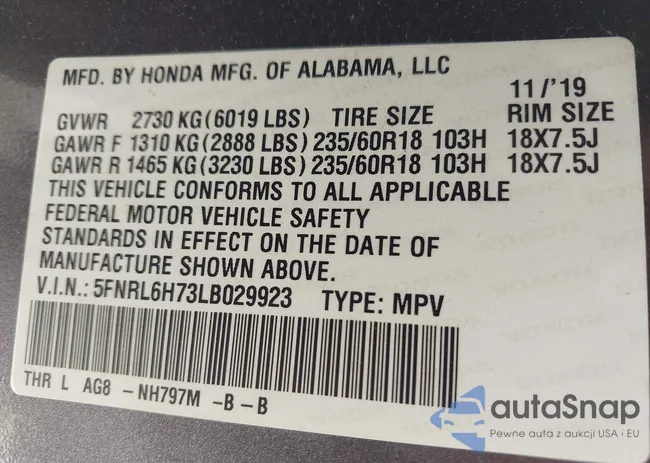 MFD. BY HONDA MFG. OF ALABAMA, LLC
11/'19
GVWR 2730 KG (6019 LBS) TIRE SIZE RIM SIZE
GAWR F 1310 KG (2888 LBS) 235/60R18 103H 18X7.5J
GAWR R 1465 KG (3230 LBS) 235/60R18 103H 18X7.5J
THIS VEHICLE CONFORMS TO ALL APPLICABLE
FEDERAL MOTOR VEHICLE SAFETY
STANDARDS IN EFFECT ON THE DATE OF
MANUFACTURE SHOWN ABOVE.
V.I.N.: 5FNRL6H73LB029923 TYPE: MPV
THR L AG8 -NH797M -B-B
autaSnap
Pewne auta z aukcji USA i EU